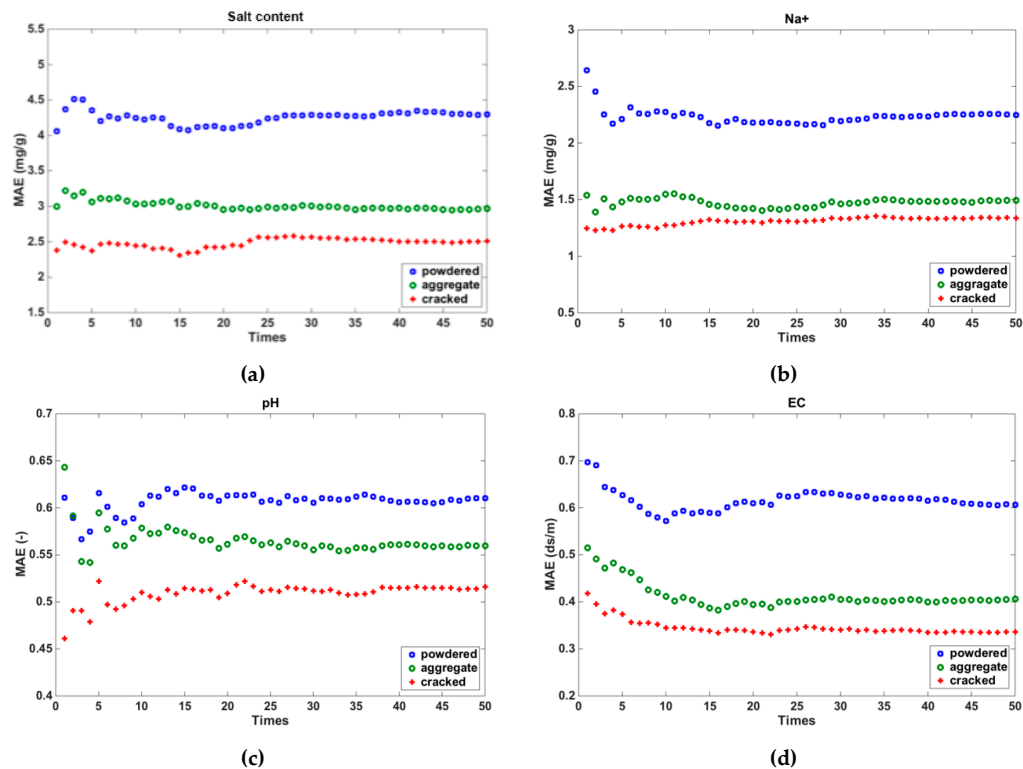 Salt content
5.5
5
4.5
4
3.5
3
2.5
2
1.5
MAE (mg/g)
0 5 10 15 20 25 30 35 40 45 50
Times
powdered
aggregate
cracked
(a)
Na+
3
2.5
2
1.5
1
0.5
MAE (mg/g)
0 5 10 15 20 25 30 35 40 45 50
Times
powdered
aggragate
cracked
(b)
pH
0.7
0.65
0.6
0.55
0.5
0.45
0.4
MAE (-)
0 5 10 15 20 25 30 35 40 45 50
Times
powdered
aggregate
cracked
(c)
EC
0.8
0.7
0.6
0.5
0.4
0.3
0.2
MAE (ds/m)
0 5 10 15 20 25 30 35 40 45 50
Times
powdered
aggregate
cracked
(d)